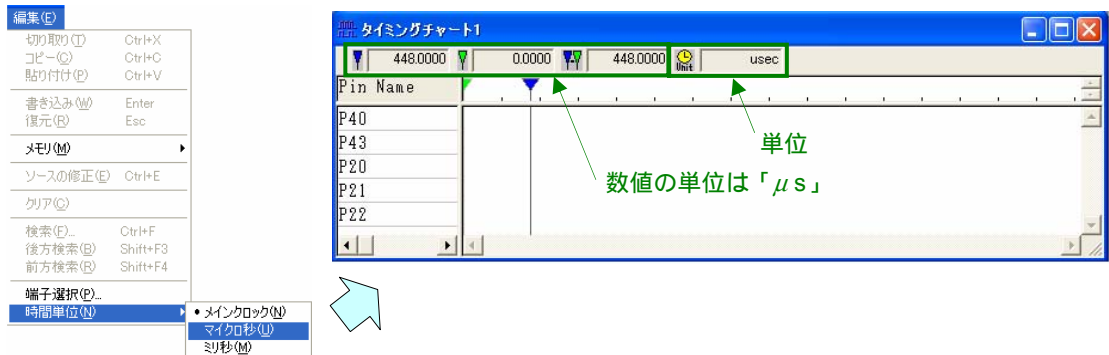 編集(E)
切り取り(T) Ctrl+X
コピー(C) Ctrl+C
貼り付け(P) Ctrl+V
書き込み(W) Enter
復元(R) Esc
メモリ(M)
ソースの修正(E) Ctrl+E
クリア(C)
検索(F)... Ctrl+F
後方検索(B) Shift+F3
前方検索(R) Shift+F4
端子選択(P)...
時間単位(N)
メインクロック(N)
マイクロ秒(U)
ミリ秒(M)
タイミングチャート1
448.0000 0.0000 448.0000 Unit usec
Pin Name
P40
P43
P20
P21
P22
単位
数値の単位は「μs」